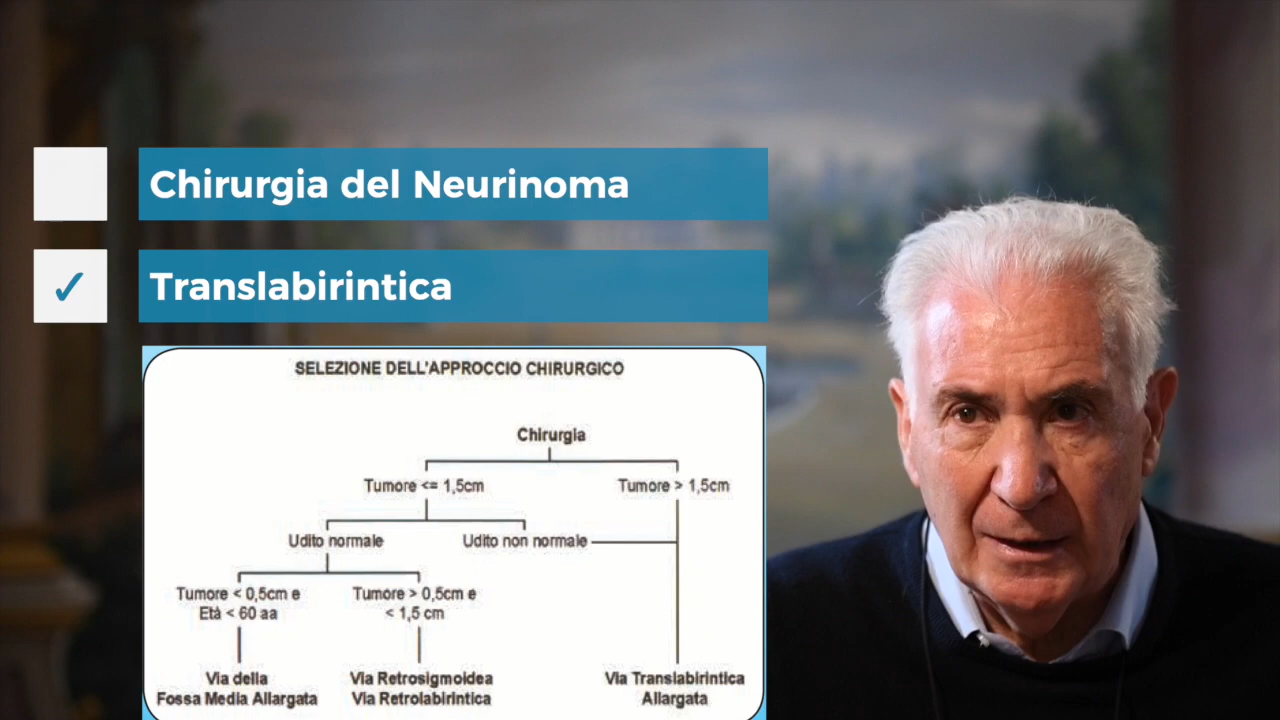 Chirurgia del Neurinoma
✓ Translabirintica
SELEZIONE DELL'APPROCCIO CHIRURGICO
Chirurgia
Tumore <= 1,5cm
Tumore > 1,5cm
Udito normale
Udito non normale
Tumore < 0,5cm e
Età < 60 aa
Tumore > 0,5cm e
< 1,5 cm
Via della
Fossa Media Allargata
Via Retrosigmoidea
Via Retrolabirintica
Via Translabirintica
Allargata